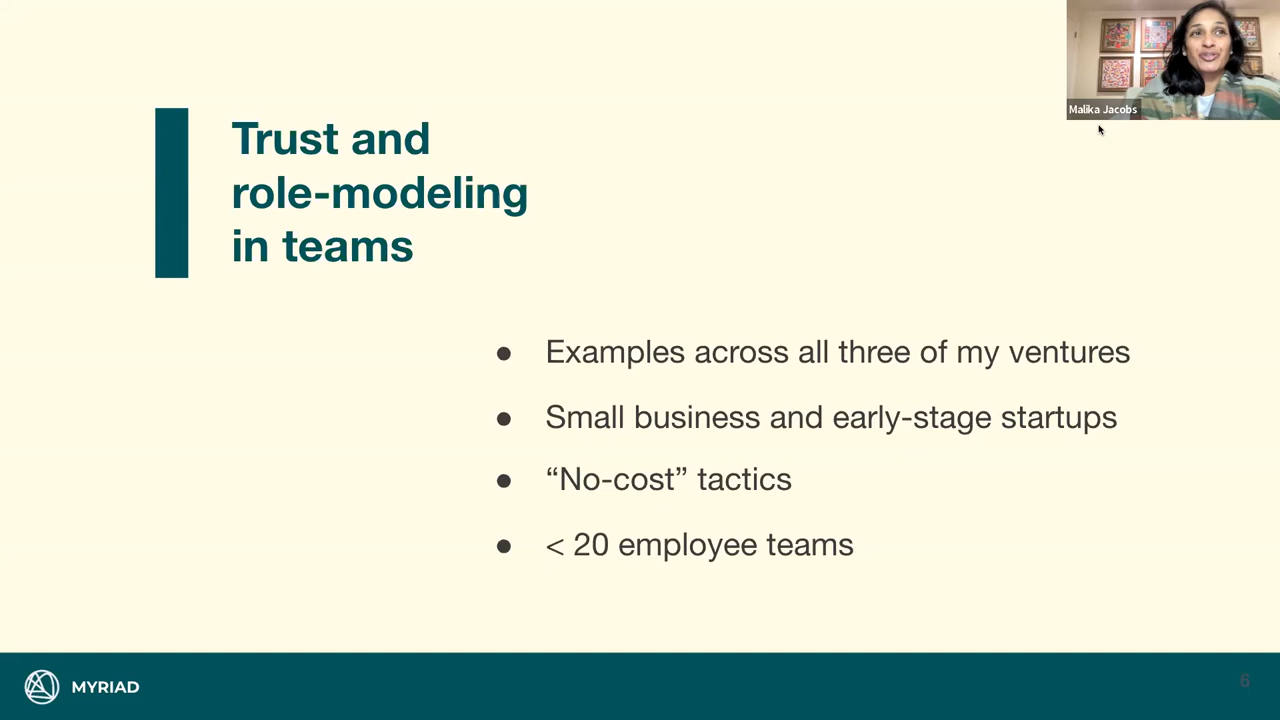 Malika Jacobs
Trust and
role-modeling
in teams
● Examples across all three of my ventures
● Small business and early-stage startups
● “No-cost” tactics
● < 20 employee teams
MYRIAD
6